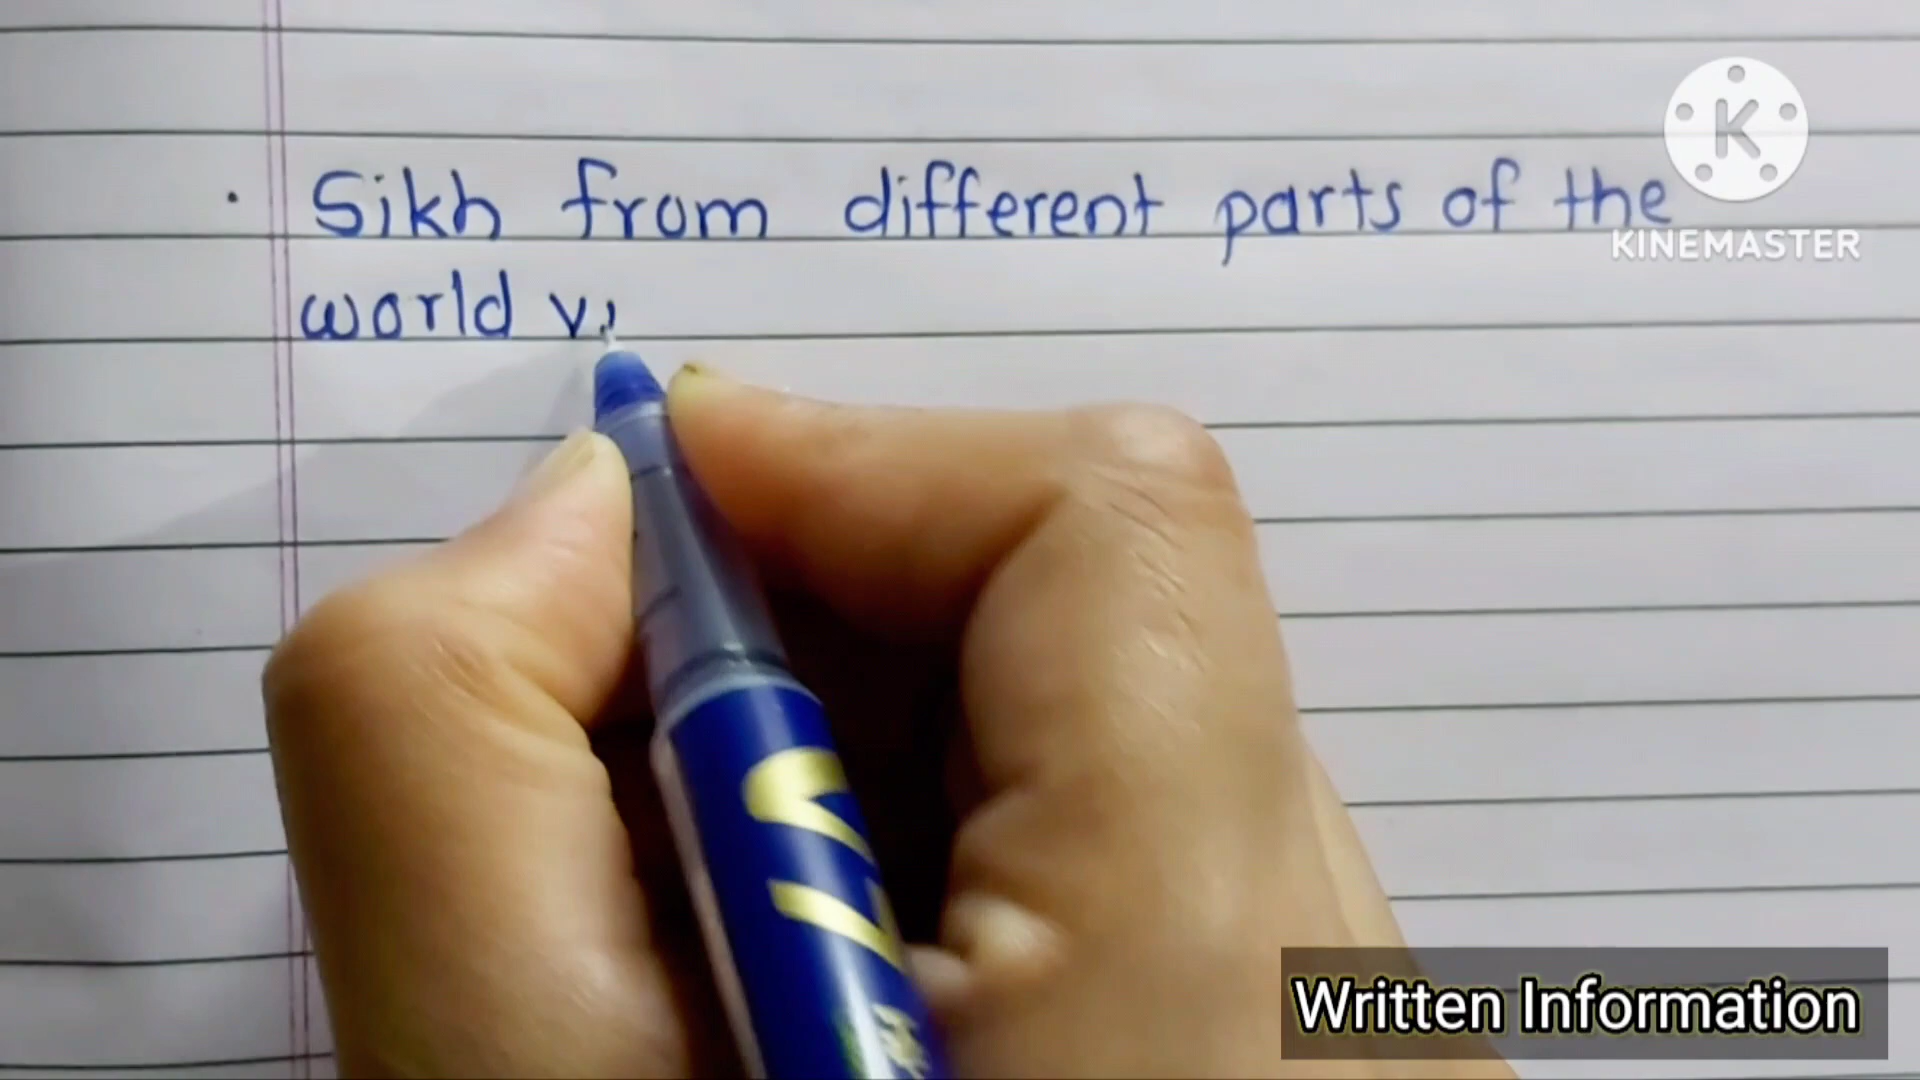 · Sikh from different parts of the
world
K
KINEMASTER
Written Information